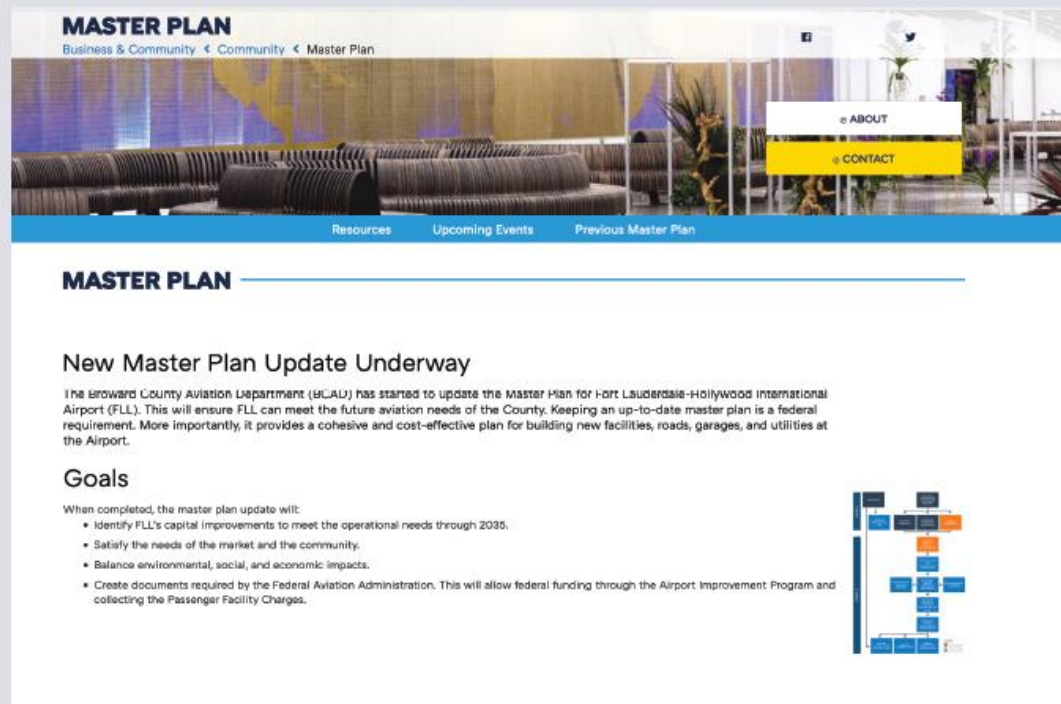 MASTER PLAN
Business & Community < Community < Master Plan
ABOUT
CONTACT
Resources Upcoming Events Previous Master Plan
MASTER PLAN
New Master Plan Update Underway
The Broward County Aviation Department (BCAD) has started to update the Master Plan for Fort Lauderdale-Hollywood International
Airport (FLL). This will ensure FLL can meet the future aviation needs of the County. Keeping an up-to-date master plan is a federal
requirement. More importantly, it provides a cohesive and cost-effective plan for building new facilities, roads, garages, and utilities at
the Airport.
Goals
When completed, the master plan update will:
• Identify FLL's capital improvements to meet the operational needs through 2035.
• Satisfy the needs of the market and the community.
• Balance environmental, social, and economic impacts.
• Create documents required by the Federal Aviation Administration. This will allow federal funding through the Airport Improvement Program and
collecting the Passenger Facility Charges.